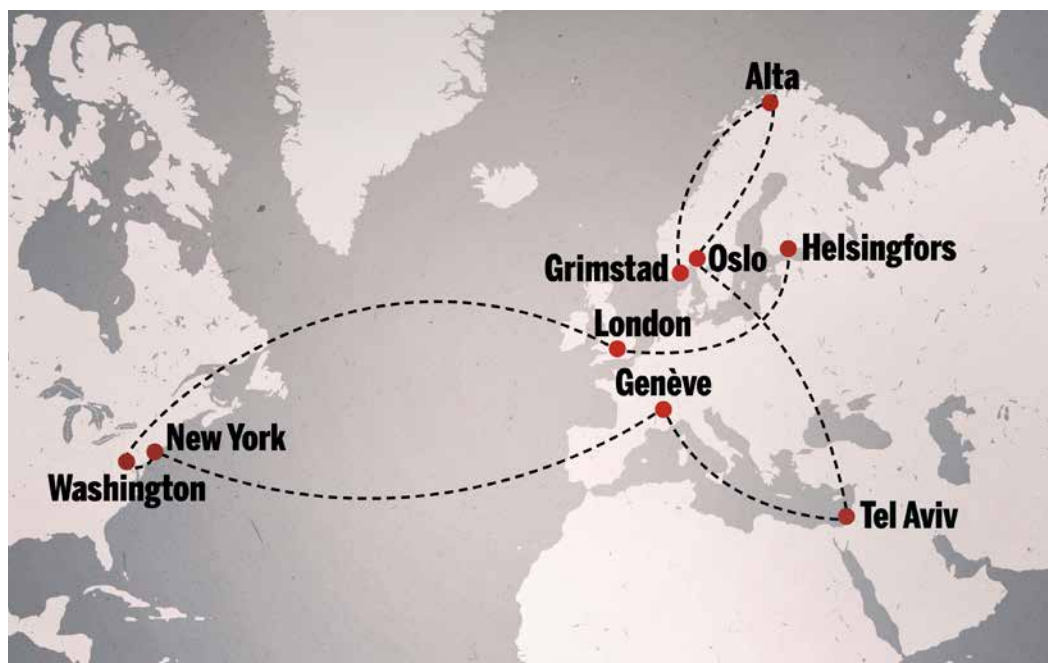 Alta
Grimstad
Oslo
Helsingfors
London
Genève
New York
Washington
Tel Aviv